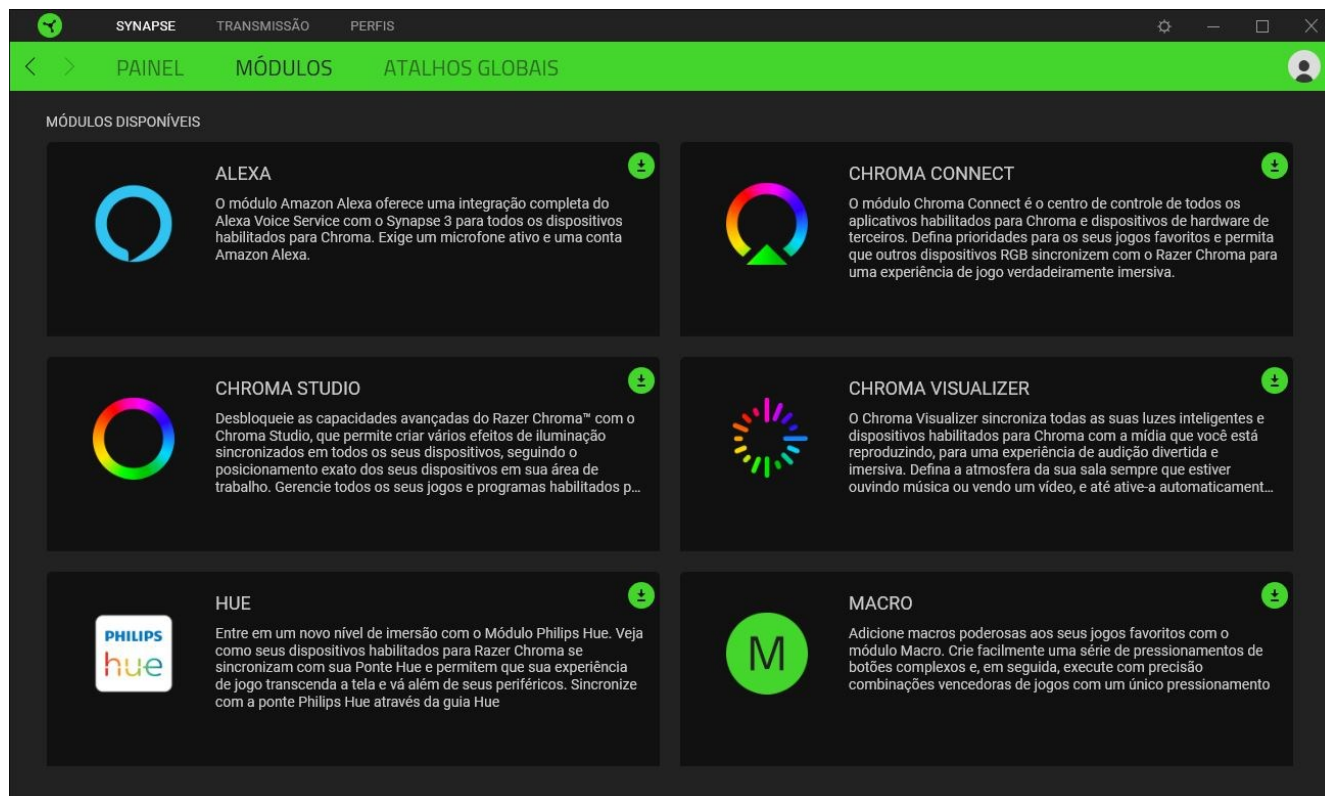 SYNAPSE TRANSMISSÃO PERFIS
PAINEL MÓDULOS ATALHOS GLOBAIS
MÓDULOS DISPONÍVEIS
ALEXA
O módulo Amazon Alexa oferece uma integração completa do
Alexa Voice Service com o Synapse 3 para todos os dispositivos
habilitados para Chroma. Exige um microfone ativo e uma conta
Amazon Alexa.
CHROMA CONNECT
O módulo Chroma Connect é o centro de controle de todos os
aplicativos habilitados para Chroma e dispositivos de hardware de
terceiros. Defina prioridades para os seus jogos favoritos e permita
que outros dispositivos RGB sincronizem com o Razer Chroma para
uma experiência de jogo verdadeiramente imersiva.
CHROMA STUDIO
Desbloqueie as capacidades avançadas do Razer Chroma™ com o
Chroma Studio, que permite criar vários efeitos de iluminação
sincronizados em todos os seus dispositivos, seguindo o
posicionamento exato dos seus dispositivos em sua área de
trabalho. Gerencie todos os seus jogos e programas habilitados p...
CHROMA VISUALIZER
O Chroma Visualizer sincroniza todas as suas luzes inteligentes e
dispositivos habilitados para Chroma com a mídia que você está
reproduzindo, para uma experiência de audição divertida e
imersiva. Defina a atmosfera da sua sala sempre que estiver
ouvindo música ou vendo um vídeo, e até ative-a automaticament...
PHILIPS
hue
HUE
Entre em um novo nível de imersão com o Módulo Philips Hue. Veja
como seus dispositivos habilitados para Razer Chroma se
sincronizam com sua Ponte Hue e permitem que sua experiência
de jogo transcenda a tela e vá além de seus periféricos. Sincronize
com a ponte Philips Hue através da guia Hue
M
MACRO
Adicione macros poderosas aos seus jogos favoritos com o
módulo Macro. Crie facilmente uma série de pressionamentos de
botões complexos e, em seguida, execute com precisão
combinações vencedoras de jogos com um único pressionamento